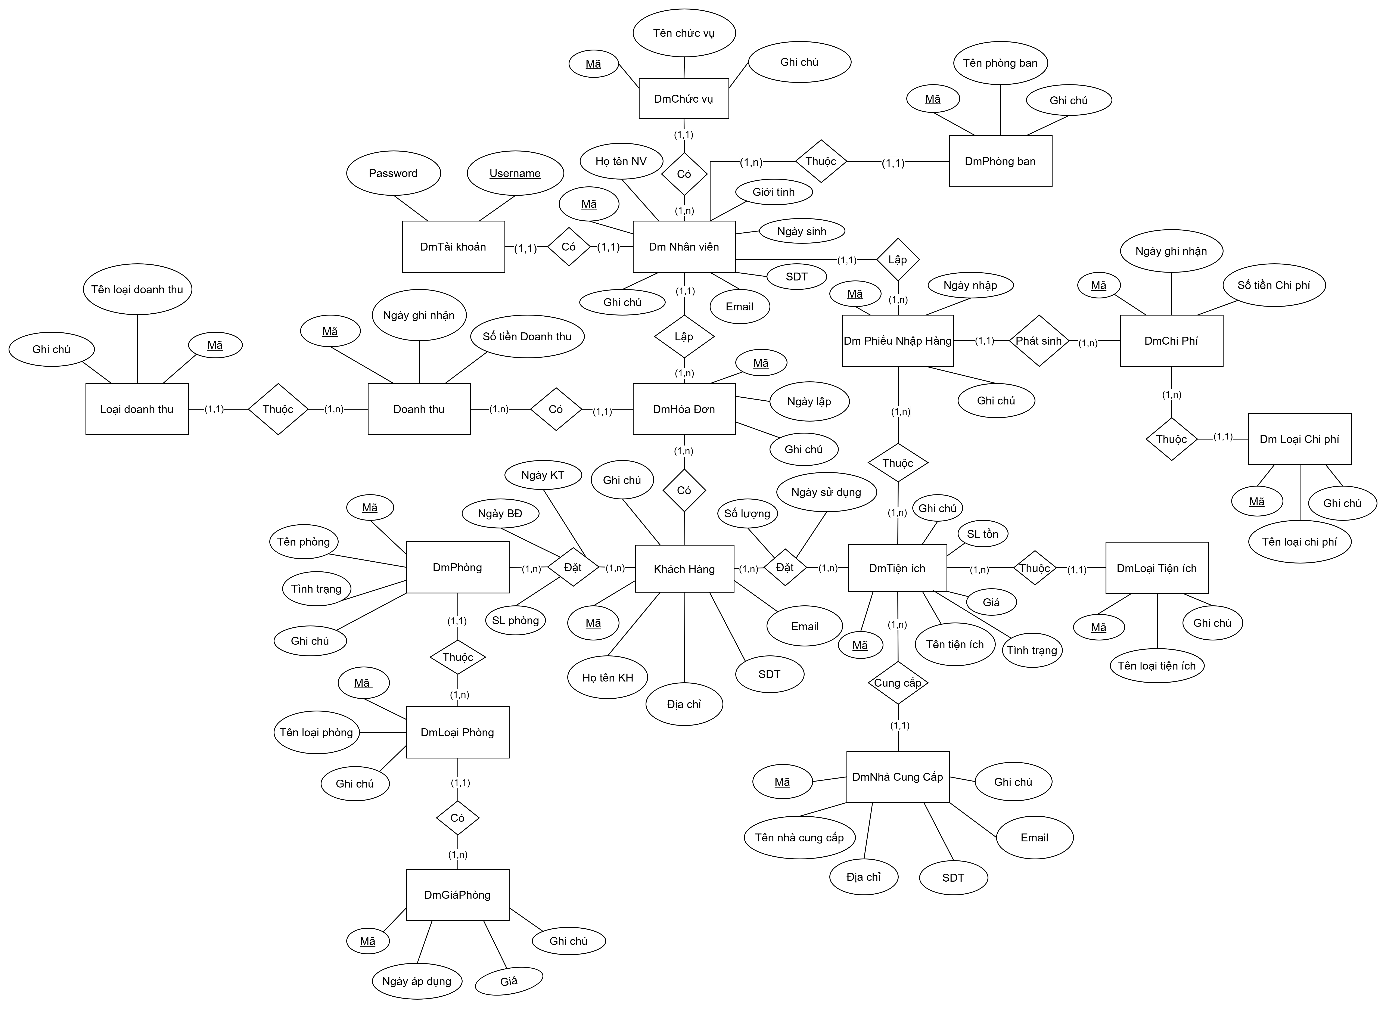 Tên chức vụ
Mã
Ghi chú
DmChức vụ
(1,1)
Có
(1,n)
Tên phòng ban
Mã
Ghi chú
DmPhòng ban
(1,n)
Thuộc
(1,1)
Password
Username
DmTài khoản
(1,1)
Có
(1,1)
Họ tên NV
Mã
Giới tính
Ngày sinh
Dm Nhân viên
SDT
Email
Ghi chú
(1,1)
Lập
(1,n)
(1,1)
Lập
(1,n)
Mã
Ngày nhập
Dm Phiếu Nhập Hàng
Ghi chú
(1,1)
Phát sinh
(1,n)
Ngày ghi nhận
Mã
Số tiền Chi phí
DmChi Phí
(1,n)
Thuộc
(1,1)
Dm Loại Chi phí
Mã
Ghi chú
Tên loại chi phí
Tên loại doanh thu
Ghi chú
Mã
Loại doanh thu
(1,1)
Thuộc
(1,n)
Mã
Ngày ghi nhận
Số tiền Doanh thu
Doanh thu
(1,n)
Có
(1,1)
DmHóa Đơn
Mã
Ngày lập
Ghi chú
(1,n)
Có
(1,n)
Thuộc
(1,n)
Mã
Tên phòng
Tình trạng
Ghi chú
DmPhòng
(1,n)
Đặt
(1,n)
Ngày KT
Ngày BĐ
SL phòng
Ghi chú
Khách Hàng
Mã
Họ tên KH
Địa chỉ
SDT
Email
(1,n)
Đặt
(1,n)
Số lượng
Ngày sử dụng
Ghi chú
SL tồn
DmTiện ích
Giá
Mã
Tên tiện ích
Tình trạng
(1,n)
Thuộc
(1,1)
DmLoại Tiện ích
Mã
Ghi chú
Tên loại tiện ích
(1,n)
Cung cấp
(1,1)
DmNhà Cung Cấp
Mã
Ghi chú
Tên nhà cung cấp
Email
Địa chỉ
SDT
(1,1)
Thuộc
(1,n)
Mã
Tên loại phòng
Ghi chú
DmLoại Phòng
(1,1)
Có
(1,n)
DmGiáPhòng
Mã
Ghi chú
Ngày áp dụng
Giá